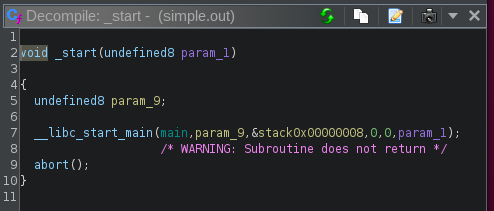 Decompile: _start - (simple.out)
1
2 void _start(undefined8 param_1)
3
4 {
5 undefined8 param_9;
6
7 __libc_start_main(main,param_9,&stack0x00000008,0,0,param_1);
8 /* WARNING: Subroutine does not return */
9 abort();
10 }
11